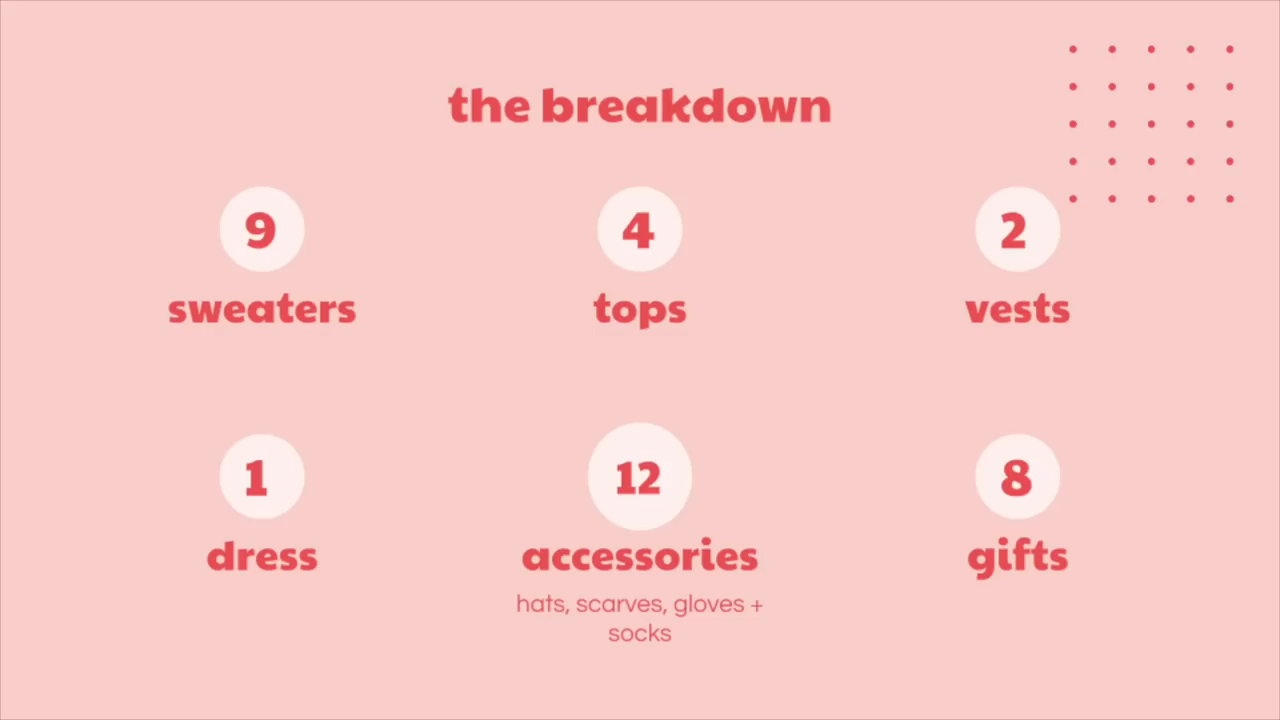 the breakdown
9
4
2
sweaters
tops
vests
1
12
8
dress
accessories
gifts
hats, scarves, gloves +
socks